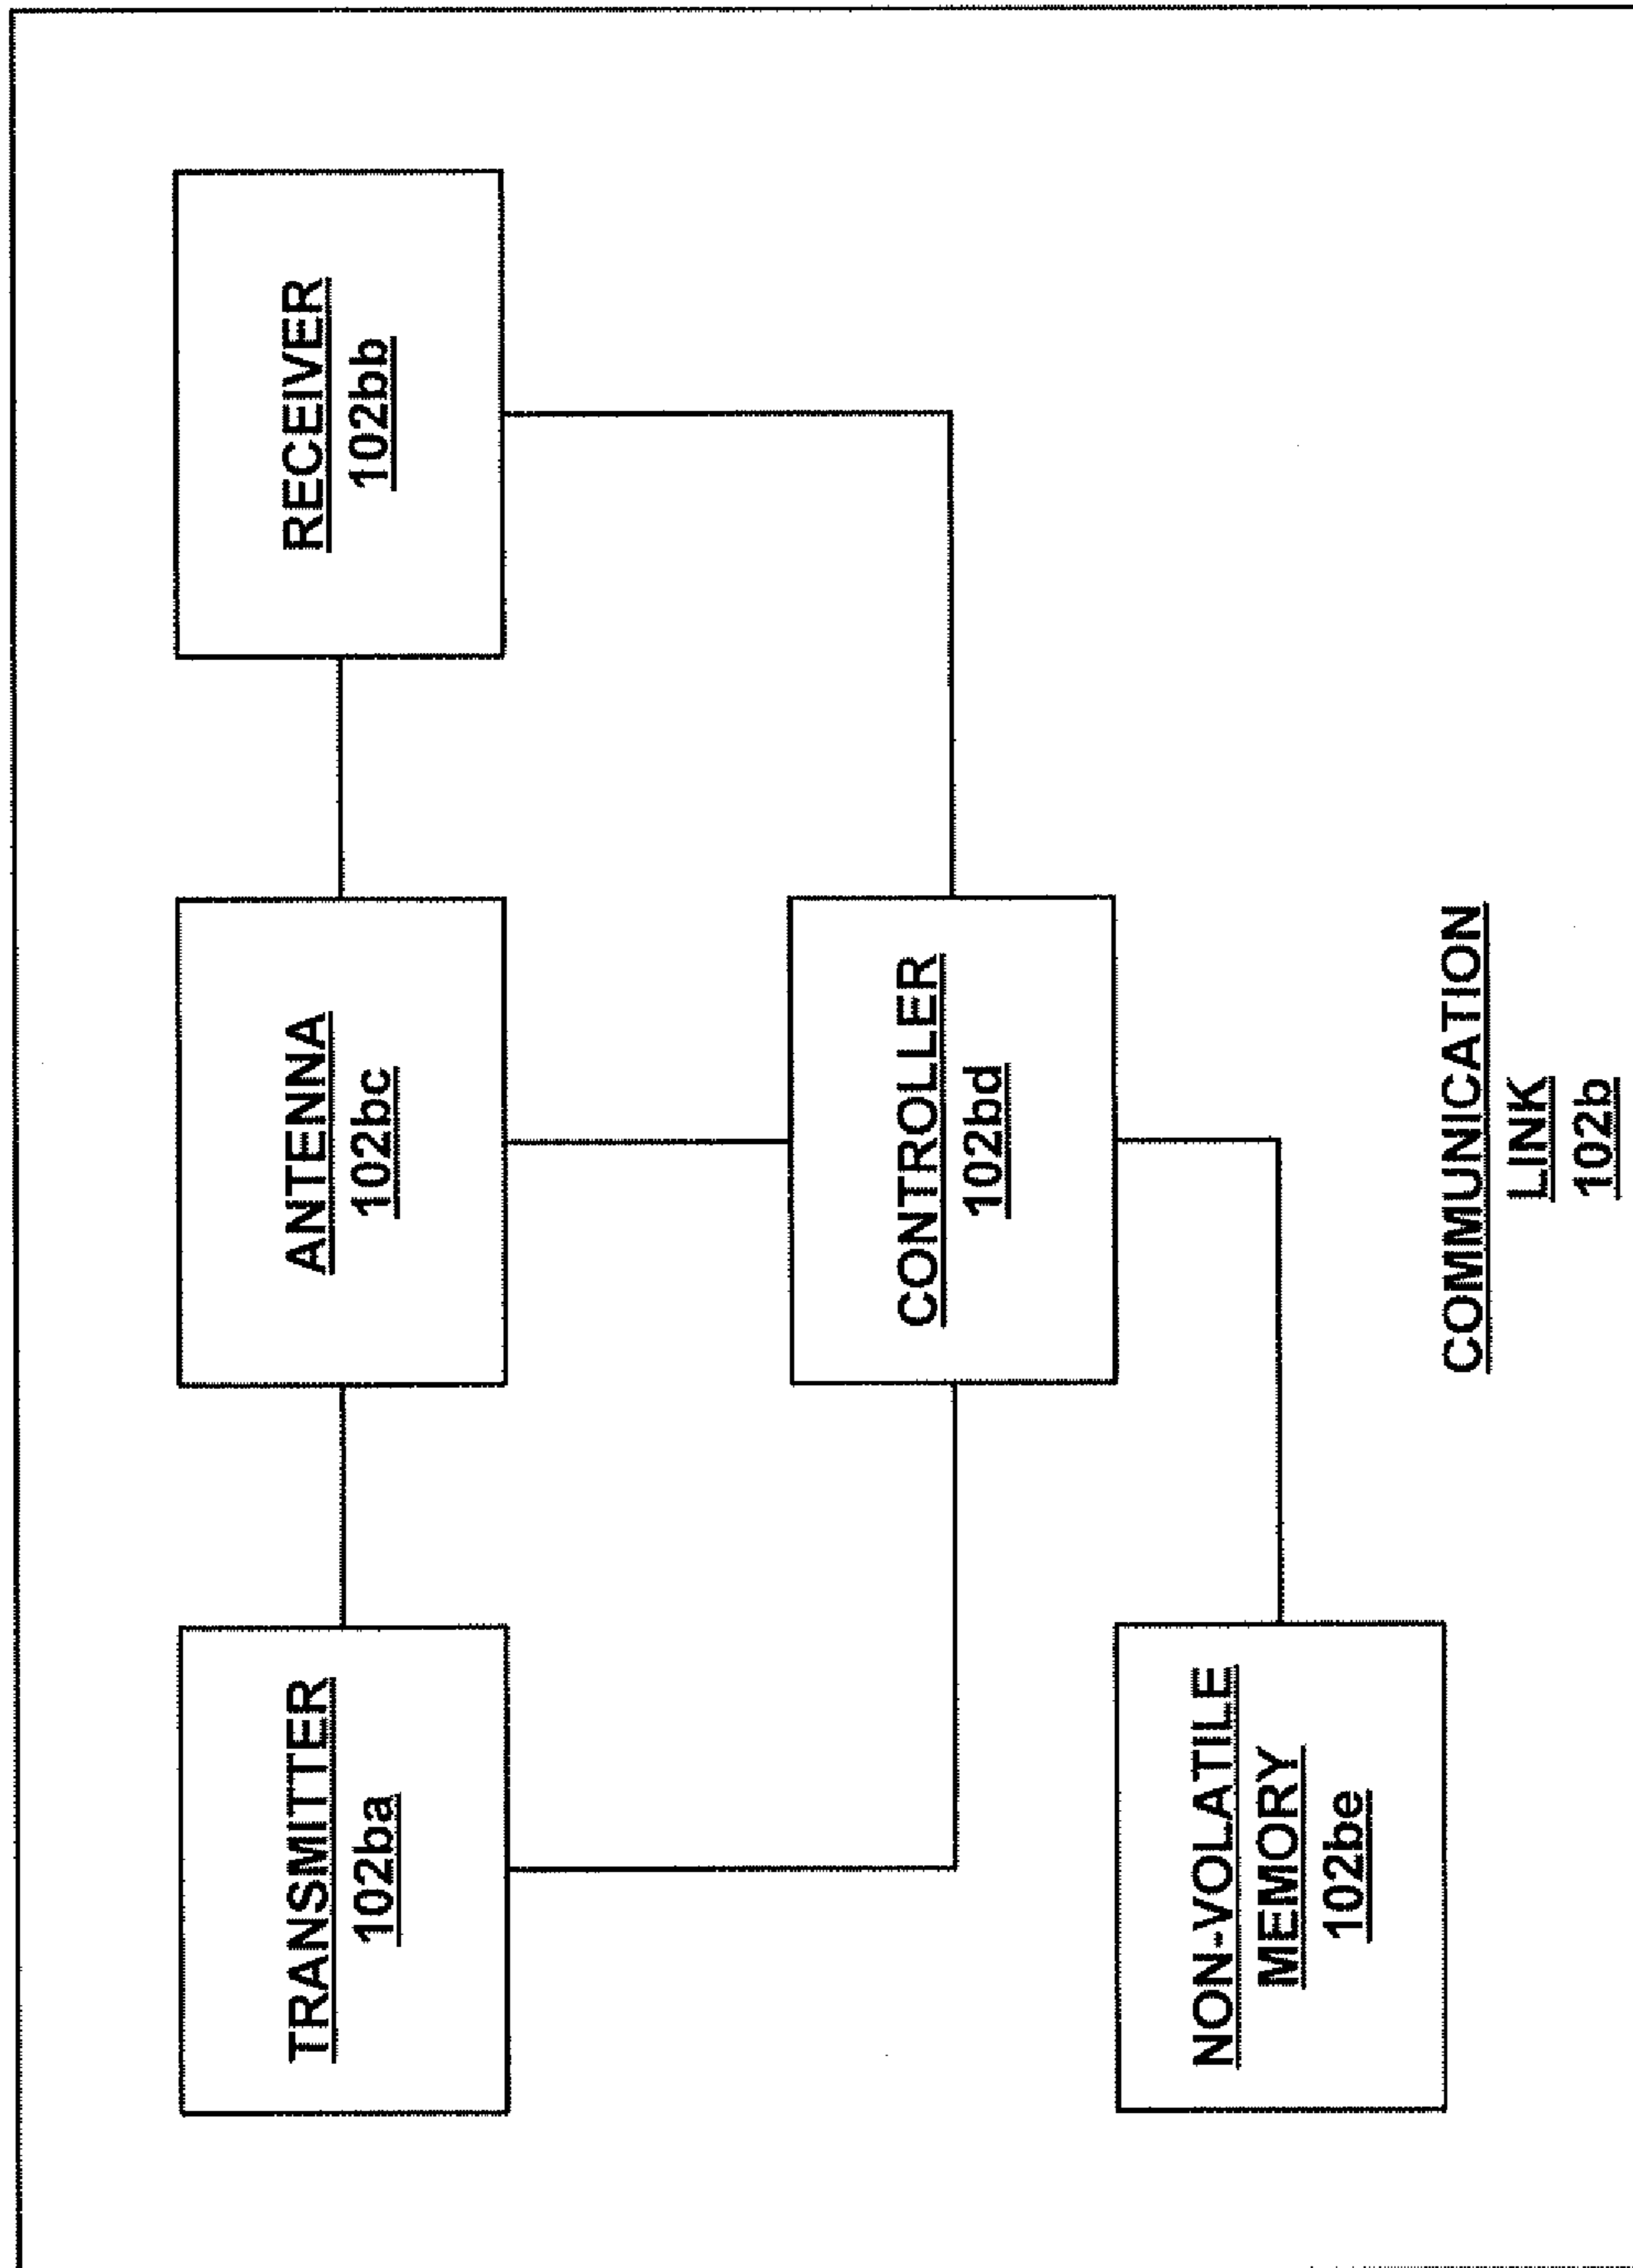 TRANSMITTER
102ba
ANTENNA
102bc
RECEIVER
102bb
CONTROLLER
102bd
NON-VOLATILE
MEMORY
102be
COMMUNICATION
LINK
102b